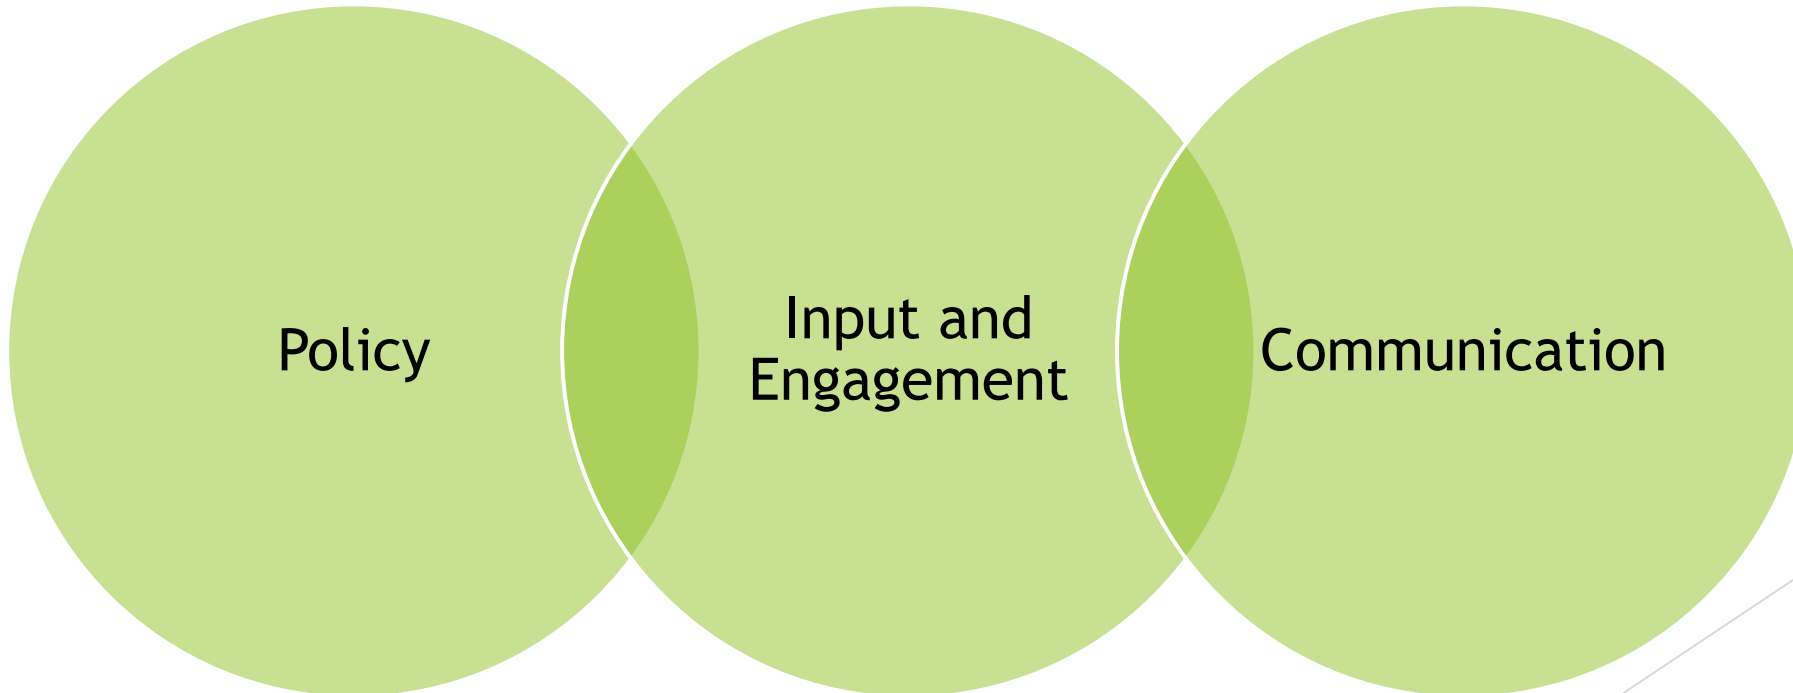 Policy
Input and
Engagement
Communication